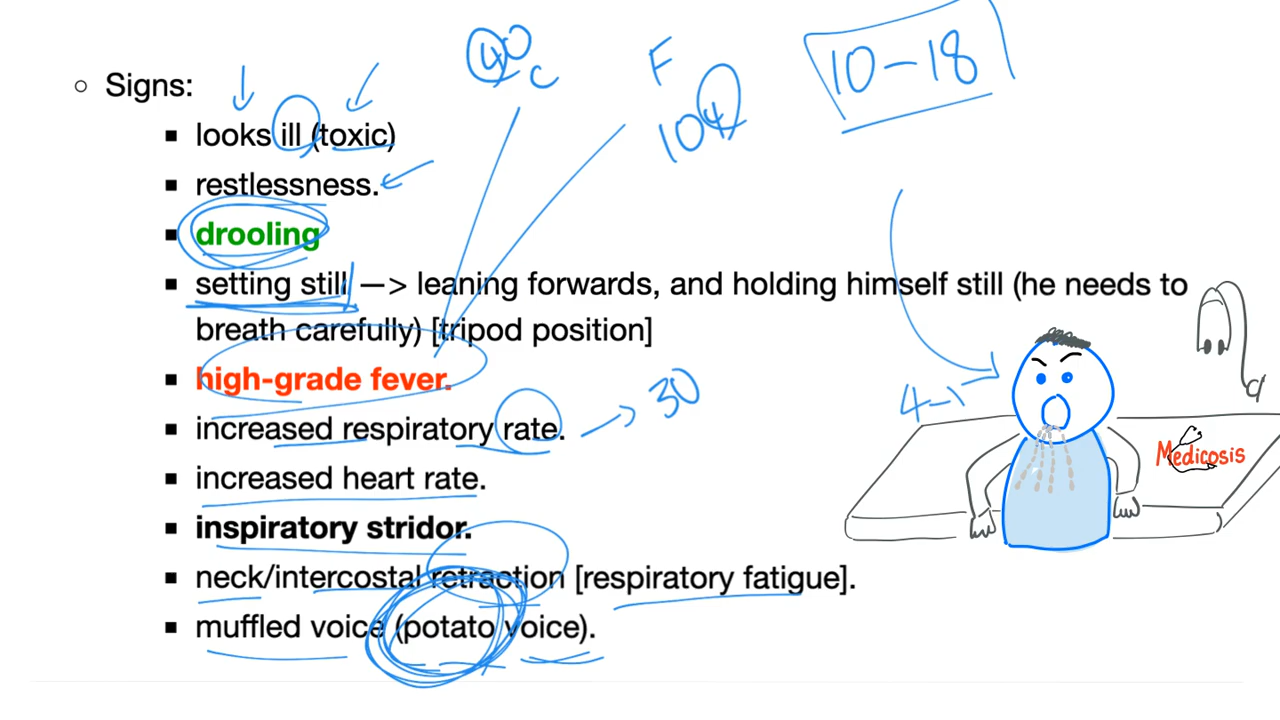 40 C
F 104
10-18
Signs:
looks ill (toxic)
restlessness.
drooling
setting still —> leaning forwards, and holding himself still (he needs to
breath carefully) [tripod position]
high-grade fever.
increased respiratory rate. → 30
increased heart rate.
inspiratory stridor.
neck/intercostal retraction [respiratory fatigue].
muffled voice (potato voice).
Medicosis